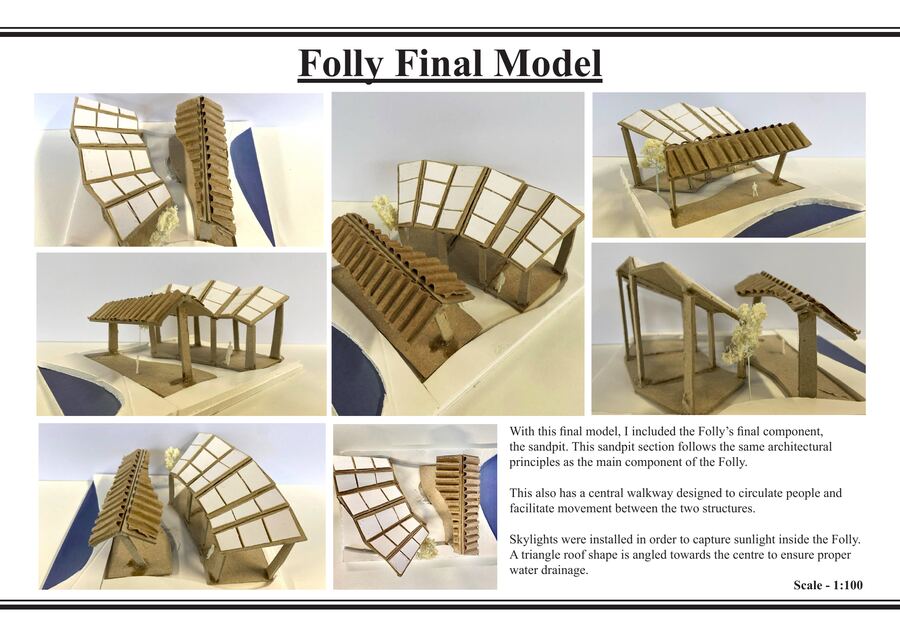 Folly Final Model
With this final model, I included the Folly’s final component,
the sandpit. This sandpit section follows the same architectural
principles as the main component of the Folly.
This also has a central walkway designed to circulate people and
facilitate movement between the two structures.
Skylights were installed in order to capture sunlight inside the Folly.
A triangle roof shape is angled towards the centre to ensure proper
water drainage.
Scale - 1:100